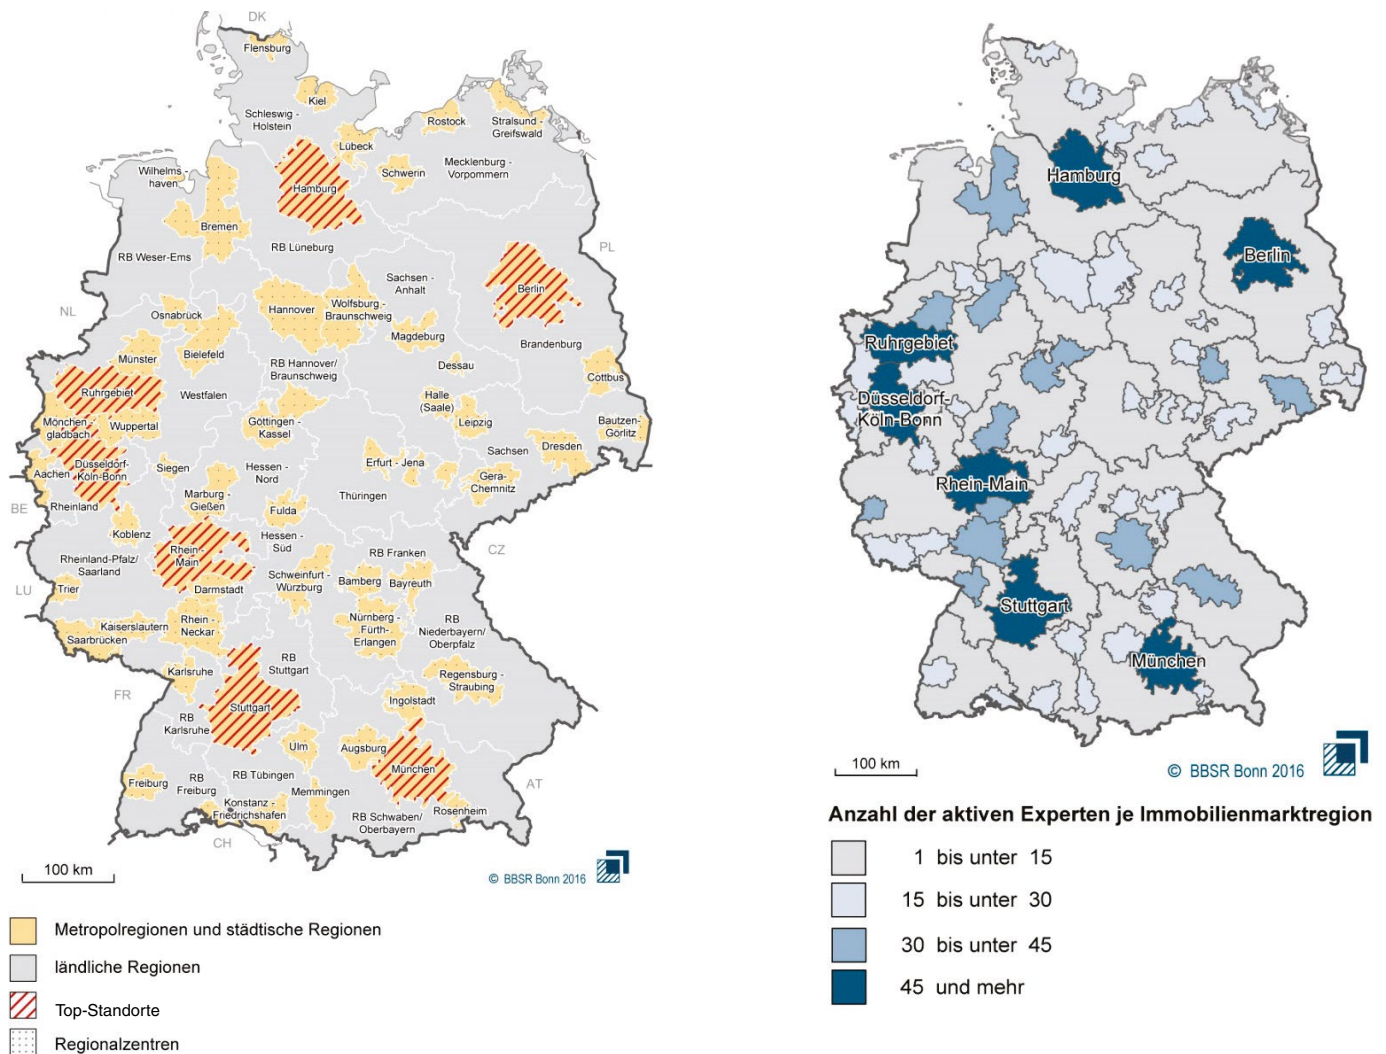 DK
Flensburg
Kiel
Schleswig -
Holstein
Rostock
Stralsund -
Greifswald
Lübeck
Mecklenburg -
Vorpommern
Schwerin
Wilhelms-
haven
Hamburg
Bremen
RB Lüneburg
RB Weser-Ems
PL
Sachsen -
Anhalt
Berlin
NL
Osnabrück
Hannover
Wolfsburg -
Braunschweig
Magdeburg
Brandenburg
Münster
Bielefeld
RB Hannover/
Braunschweig
Dessau
Cottbus
Ruhrgebiet
Westfalen
Halle
(Saale)
Leipzig
Göttingen -
Kassel
Mönchen-
gladbach
Wuppertal
Bautzen-
Görlitz
Dresden
Sachsen
Düsseldorf-
Köln-Bonn
Siegen
Hessen -
Nord
Erfurt - Jena
Aachen
Gera-
Chemnitz
Rheinland
Marburg -
Gießen
Thüringen
BE
Fulda
Koblenz
Hessen -
Süd
Rhein -
Main
RB Franken
CZ
Rheinland-Pfalz/
Saarland
Schweinfurt -
Würzburg
Bamberg
Bayreuth
LU
Trier
Darmstadt
Kaiserslautern
Saarbrücken
Rhein -
Neckar
Nürnberg -
Fürth-
Erlangen
RB
Niederbayern/
Oberpfalz
RB
Stuttgart
Karlsruhe
Regensburg -
Straubing
FR
Ingolstadt
Stuttgart
RB
Karlsruhe
Ulm
Augsburg
München
RB Tübingen
Freiburg
RB
Freiburg
Memmingen
AT
Konstanz -
Friedrichshafen
RB Schwaben/
Oberbayern
Rosenheim
CH
100 km
© BBSR Bonn 2016
Metropolregionen und städtische Regionen
ländliche Regionen
Top-Standorte
Regionalzentren
Hamburg
Berlin
Ruhrgebiet
Düsseldorf-
Köln-Bonn
Rhein-Main
Stuttgart
München
100 km
© BBSR Bonn 2016
Anzahl der aktiven Experten je Immobilienmarktregion
1 bis unter 15
15 bis unter 30
30 bis unter 45
45 und mehr